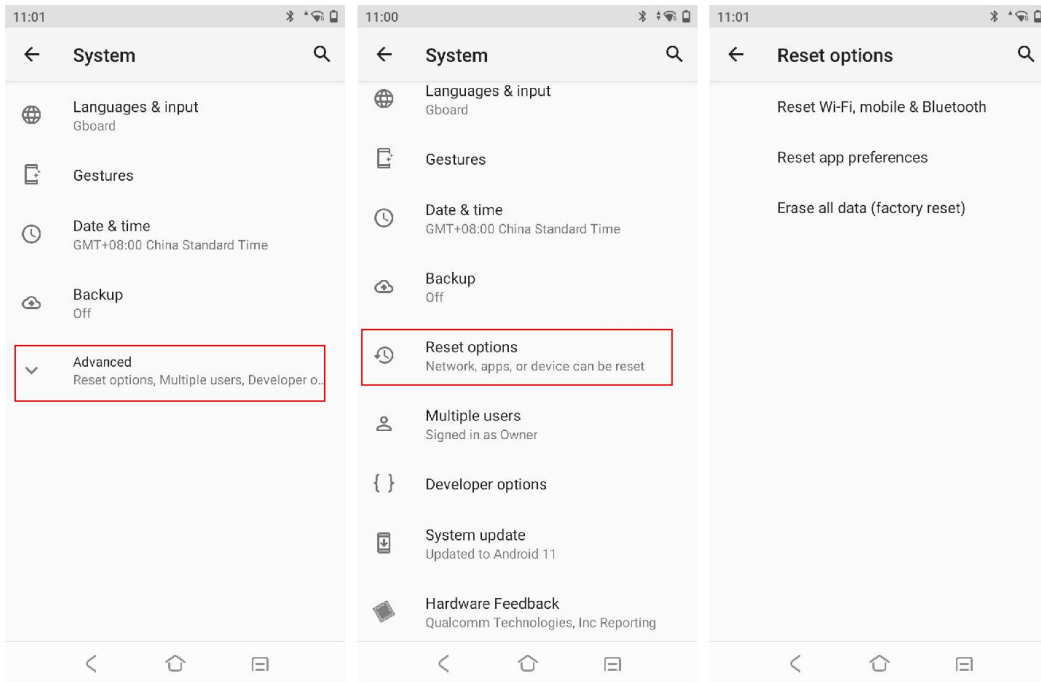 11:01
System
Languages & input
Gboard
Gestures
Date & time
GMT+08:00 China Standard Time
Backup
Off
Advanced
Reset options, Multiple users, Developer o..
11:00
System
Languages & input
Gboard
Gestures
Date & time
GMT+08:00 China Standard Time
Backup
Off
Reset options
Network, apps, or device can be reset
Multiple users
Signed in as Owner
{ }
Developer options
System update
Updated to Android 11
Hardware Feedback
Qualcomm Technologies, Inc Reporting
11:01
Reset options
Reset Wi-Fi, mobile & Bluetooth
Reset app preferences
Erase all data (factory reset)